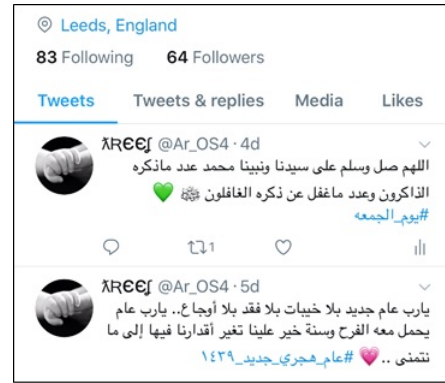 Leeds, England
83 Following 64 Followers
Tweets Tweets & replies Media Likes
ƛƦЄЄʆ @Ar_OS4 · 4d
اللهم صل وسلم على سيدنا ونبينا محمد عدد ماذكره
الذاكرون وعدد ماغفل عن ذكره الغافلون ﷺ 💚
#يوم_الجمعه
1
ƛƦЄЄʆ @Ar_OS4 · 5d
يارب عام جديد بلا خيبات بلا فقد بلا أوجاع.. يارب عام
يحمل معه الفرح وسنة خير علينا تغير أقدارنا فيها إلى ما
نتمنى .. 💗 #عام_هجري_جديد_١٤٣٩